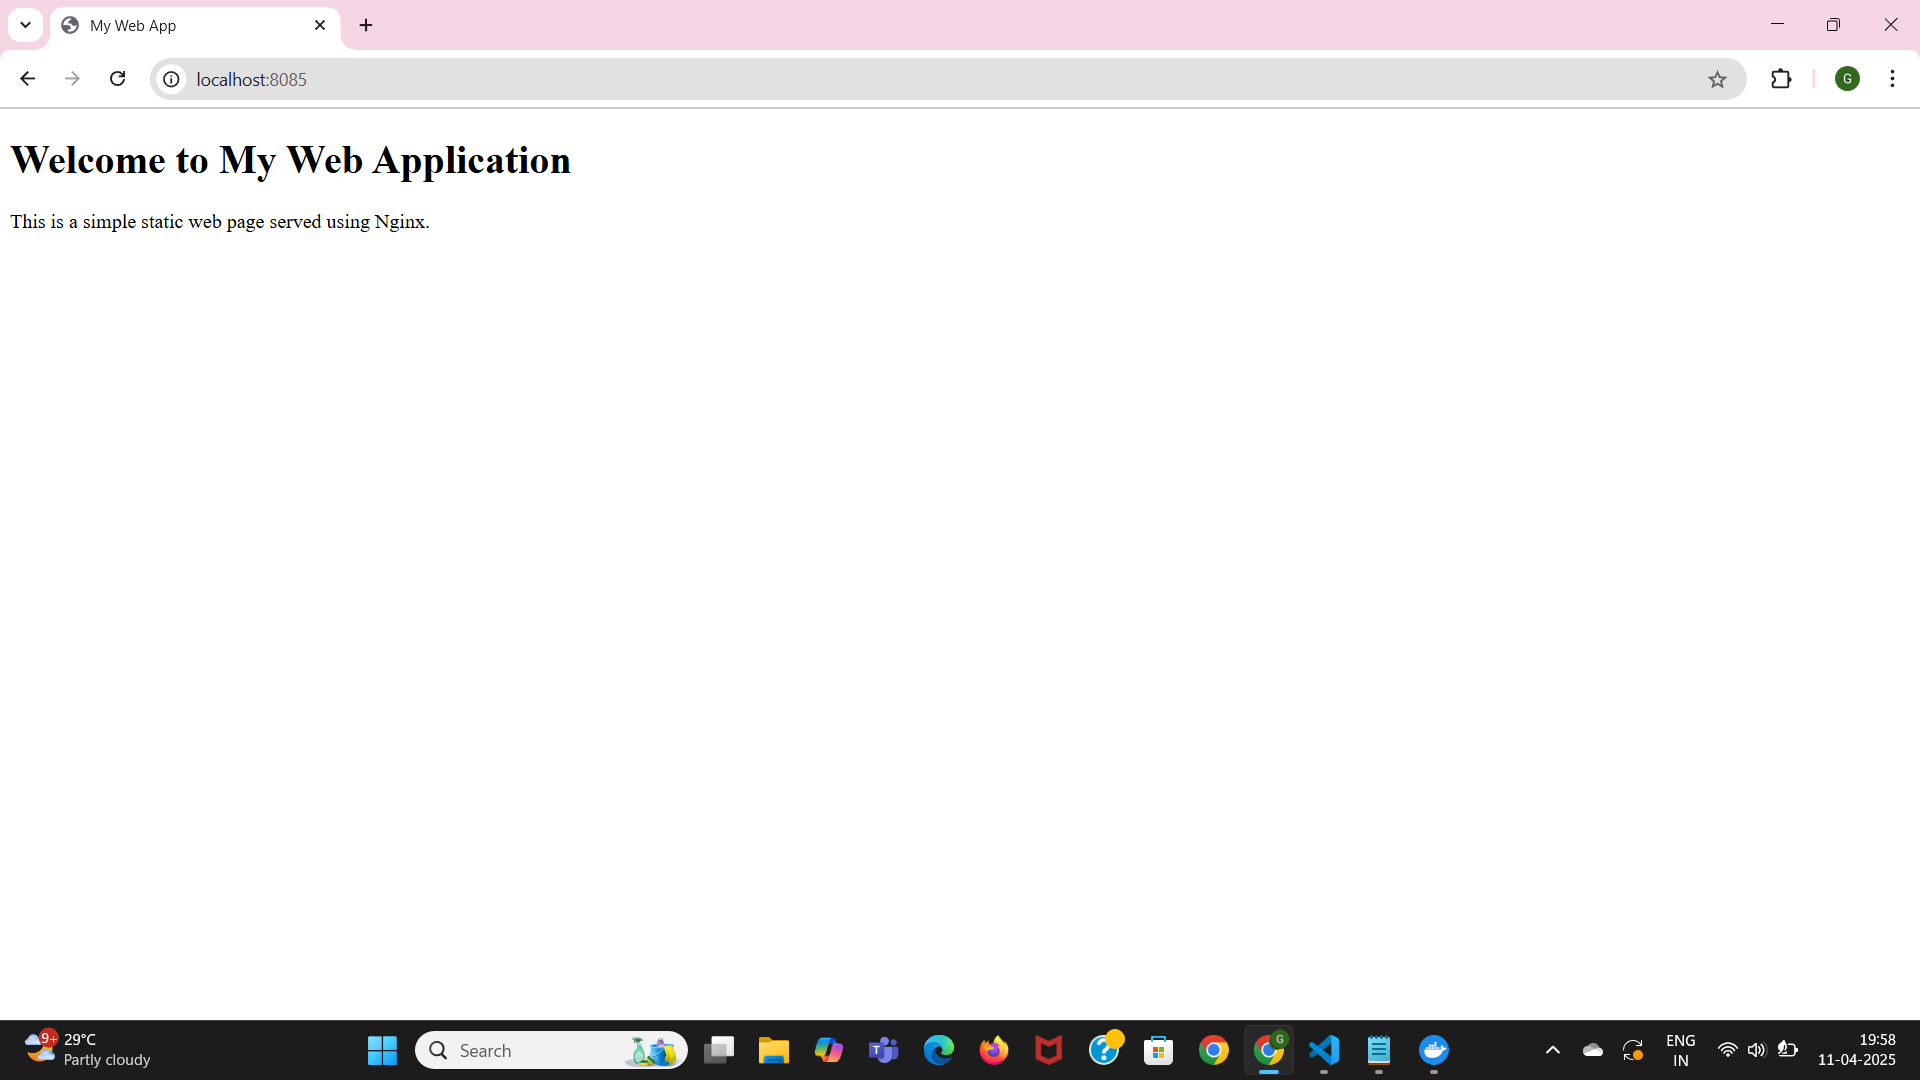 My Web App
localhost:8085
G
Welcome to My Web Application
This is a simple static web page served using Nginx.
9+
29°C
Partly cloudy
Search
T
?
G
ENG
IN
19:58
11-04-2025